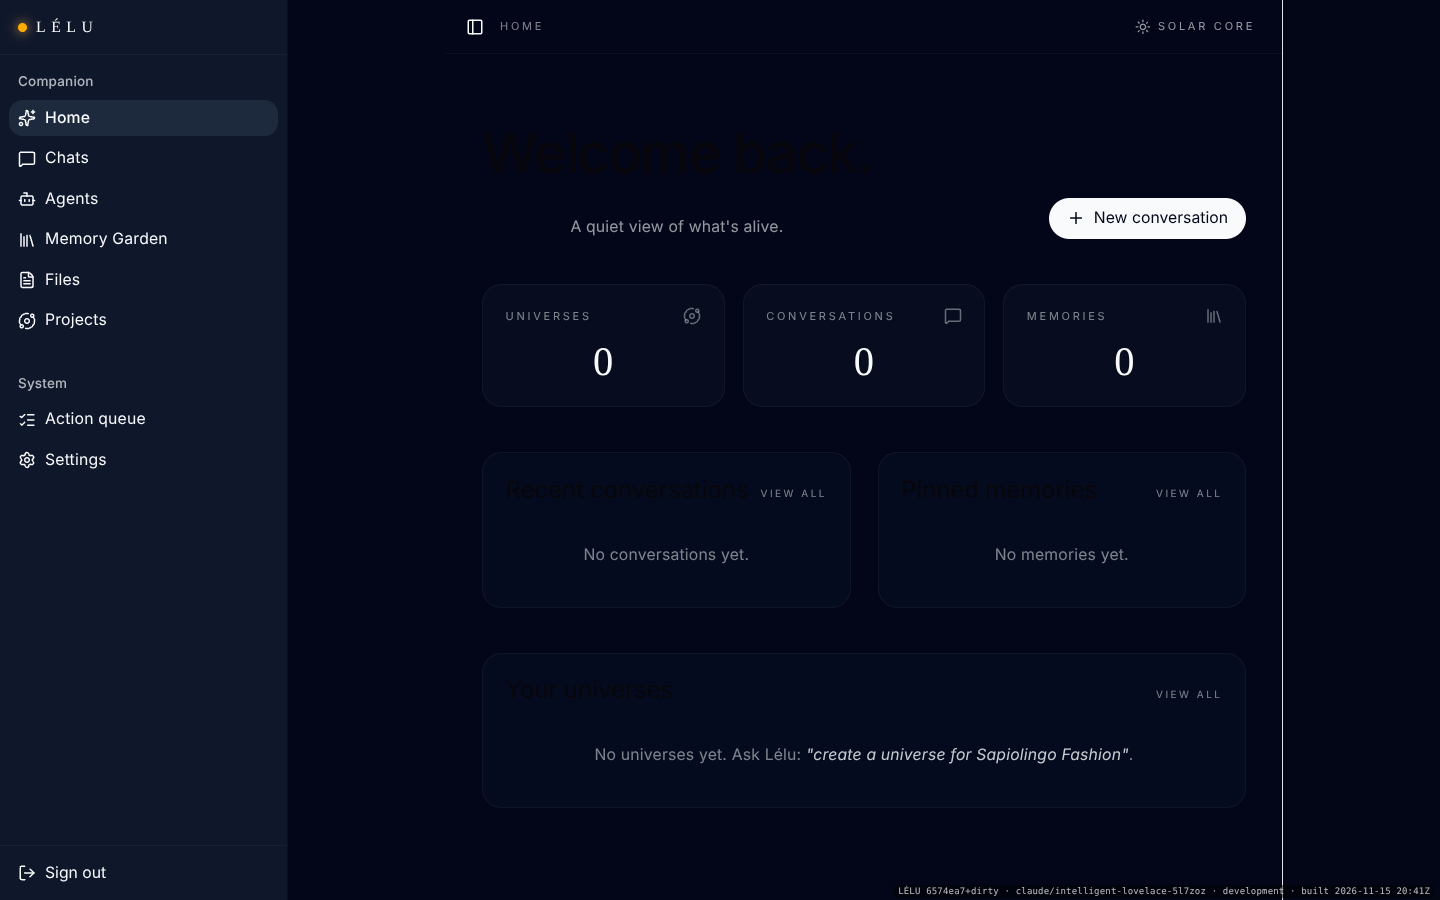 LÉLU
Companion
Home
Chats
Agents
Memory Garden
Files
Projects
System
Action queue
Settings
Sign out
HOME
SOLAR CORE
Welcome back.
A quiet view of what's alive.
New conversation
UNIVERSES
0
CONVERSATIONS
0
MEMORIES
0
Recent conversations VIEW ALL
No conversations yet.
Pinned memories VIEW ALL
No memories yet.
Your universes VIEW ALL
No universes yet. Ask Lélu: "create a universe for Sapiolingo Fashion".
LÉLU 6574ea7+dirty · claude/intelligent-lovelace-5l7zoz · development · built 2026-11-15 20:41Z